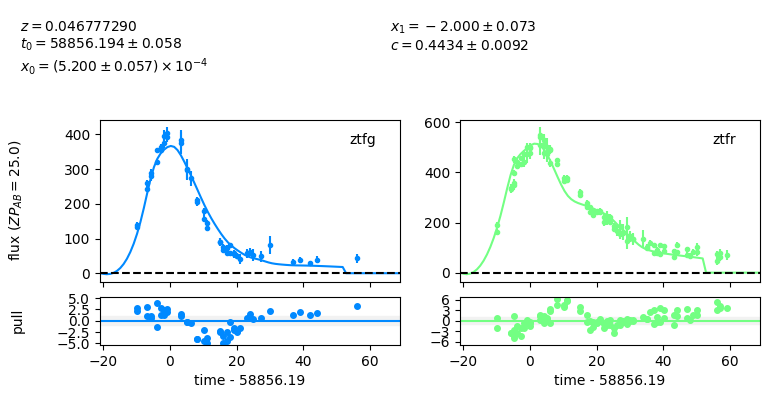 z = 0.046777290
t₀ = 58856.194 ± 0.058
x₀ = (5.200 ± 0.057) × 10⁻⁴
x₁ = −2.000 ± 0.073
c = 0.4434 ± 0.0092
flux (ZP_AB = 25.0)
ztfg
400
300
200
100
0
ztfr
600
400
200
0
pull
5.0
2.5
0.0
−2.5
−5.0
−20 0 20 40 60
time - 58856.19
6
3
0
−3
−6
−20 0 20 40 60
time - 58856.19